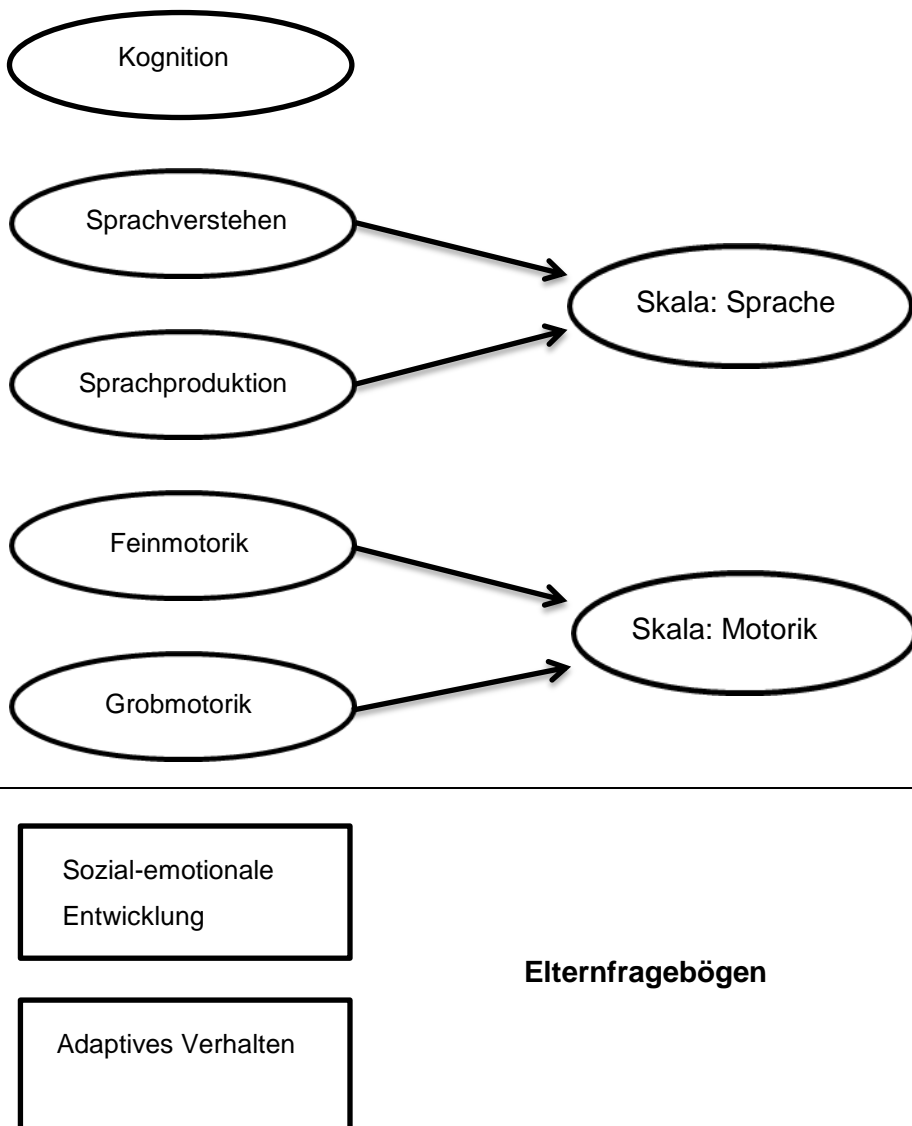 Kognition
Sprachverstehen
Skala: Sprache
Sprachproduktion
Feinmotorik
Skala: Motorik
Grobmotorik
Sozial-emotionale
Entwicklung
Elternfragebögen
Adaptives Verhalten